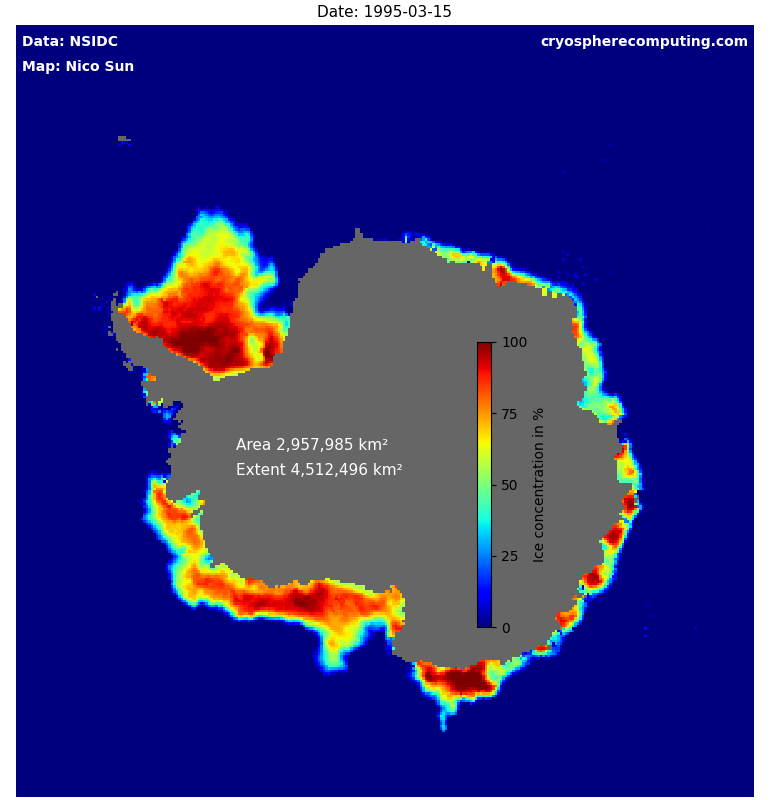 Date: 1995-03-15
Data: NSIDC
cryospherecomputing.com
Map: Nico Sun
Area 2,957,985 km²
Extent 4,512,496 km²
100
75
50
25
0
Ice concentration in %